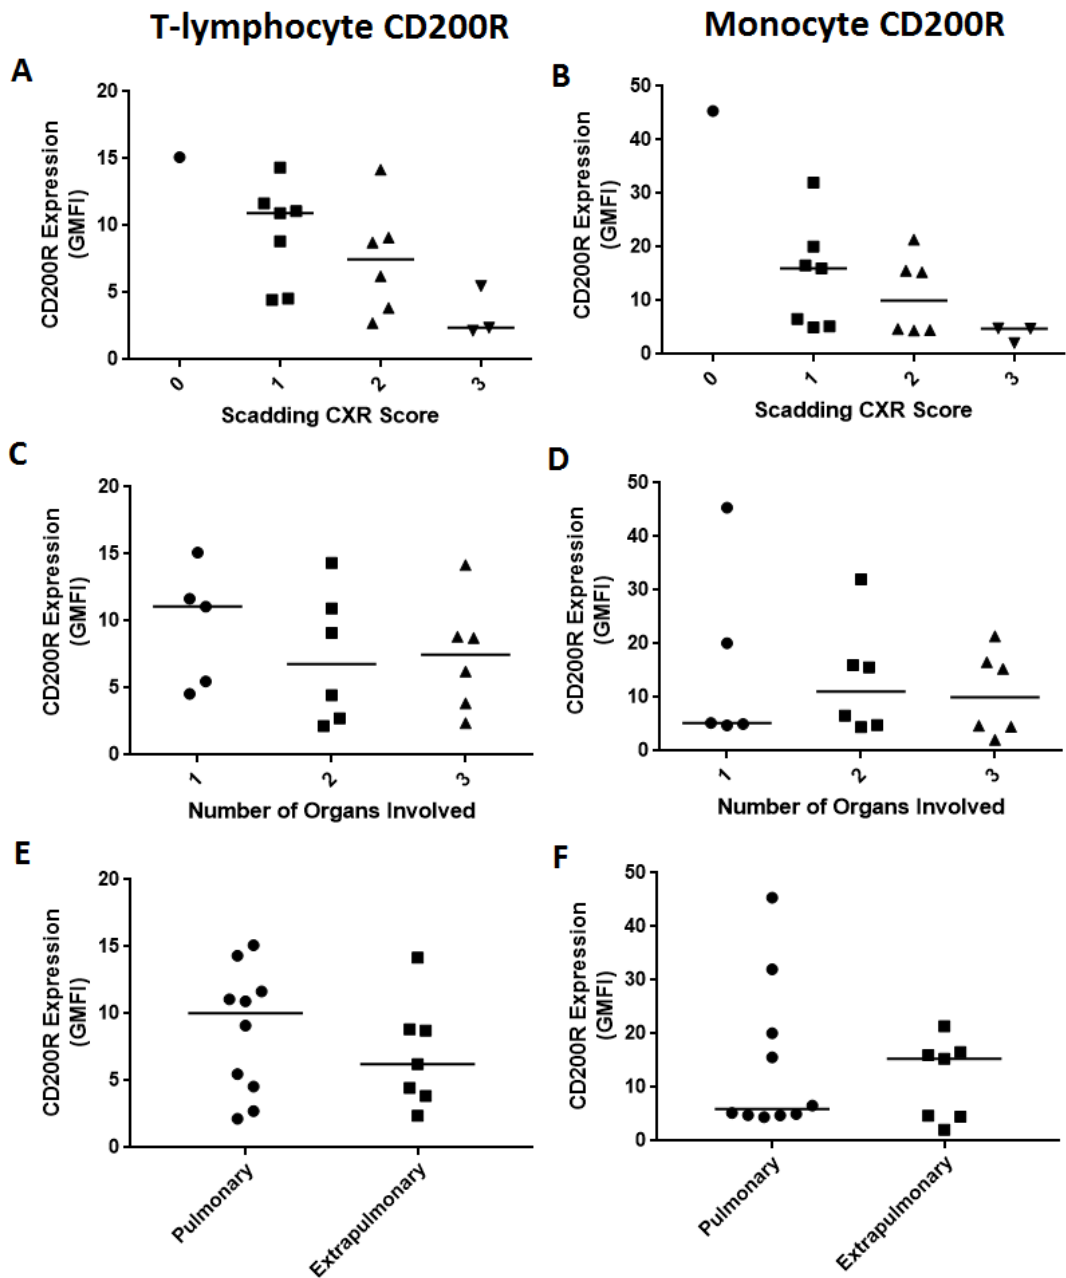 T-lymphocyte CD200R
Monocyte CD200R
A
20
15
10
5
0
CD200R Expression
(GMFI)
0
1
2
3
Scadding CXR Score
B
50
40
30
20
10
0
CD200R Expression
(GMFI)
0
1
2
3
Scadding CXR Score
C
20
15
10
5
0
CD200R Expression
(GMFI)
1
2
3
Number of Organs Involved
D
50
40
30
20
10
0
CD200R Expression
(GMFI)
1
2
3
Number of Organs Involved
E
20
15
10
5
0
CD200R Expression
(GMFI)
Pulmonary
Extrapulmonary
F
50
40
30
20
10
0
CD200R Expression
(GMFI)
Pulmonary
Extrapulmonary